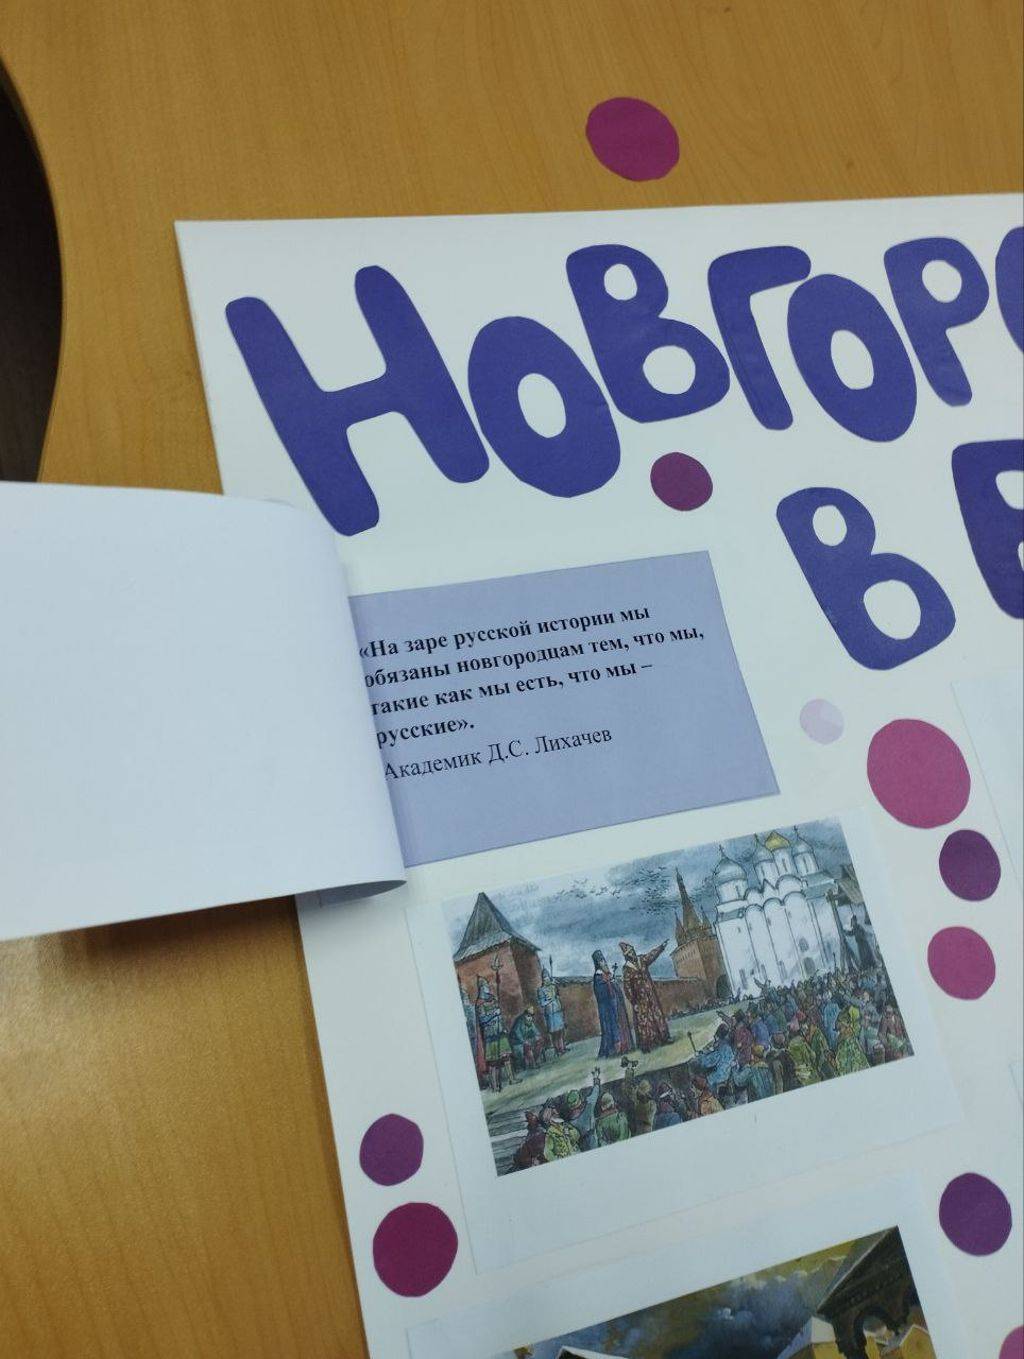 НОВГОРО
В В
«На заре русской истории мы
обязаны новгородцам тем, что мы,
такие как мы есть, что мы –
русские».
Академик Д.С. Лихачев